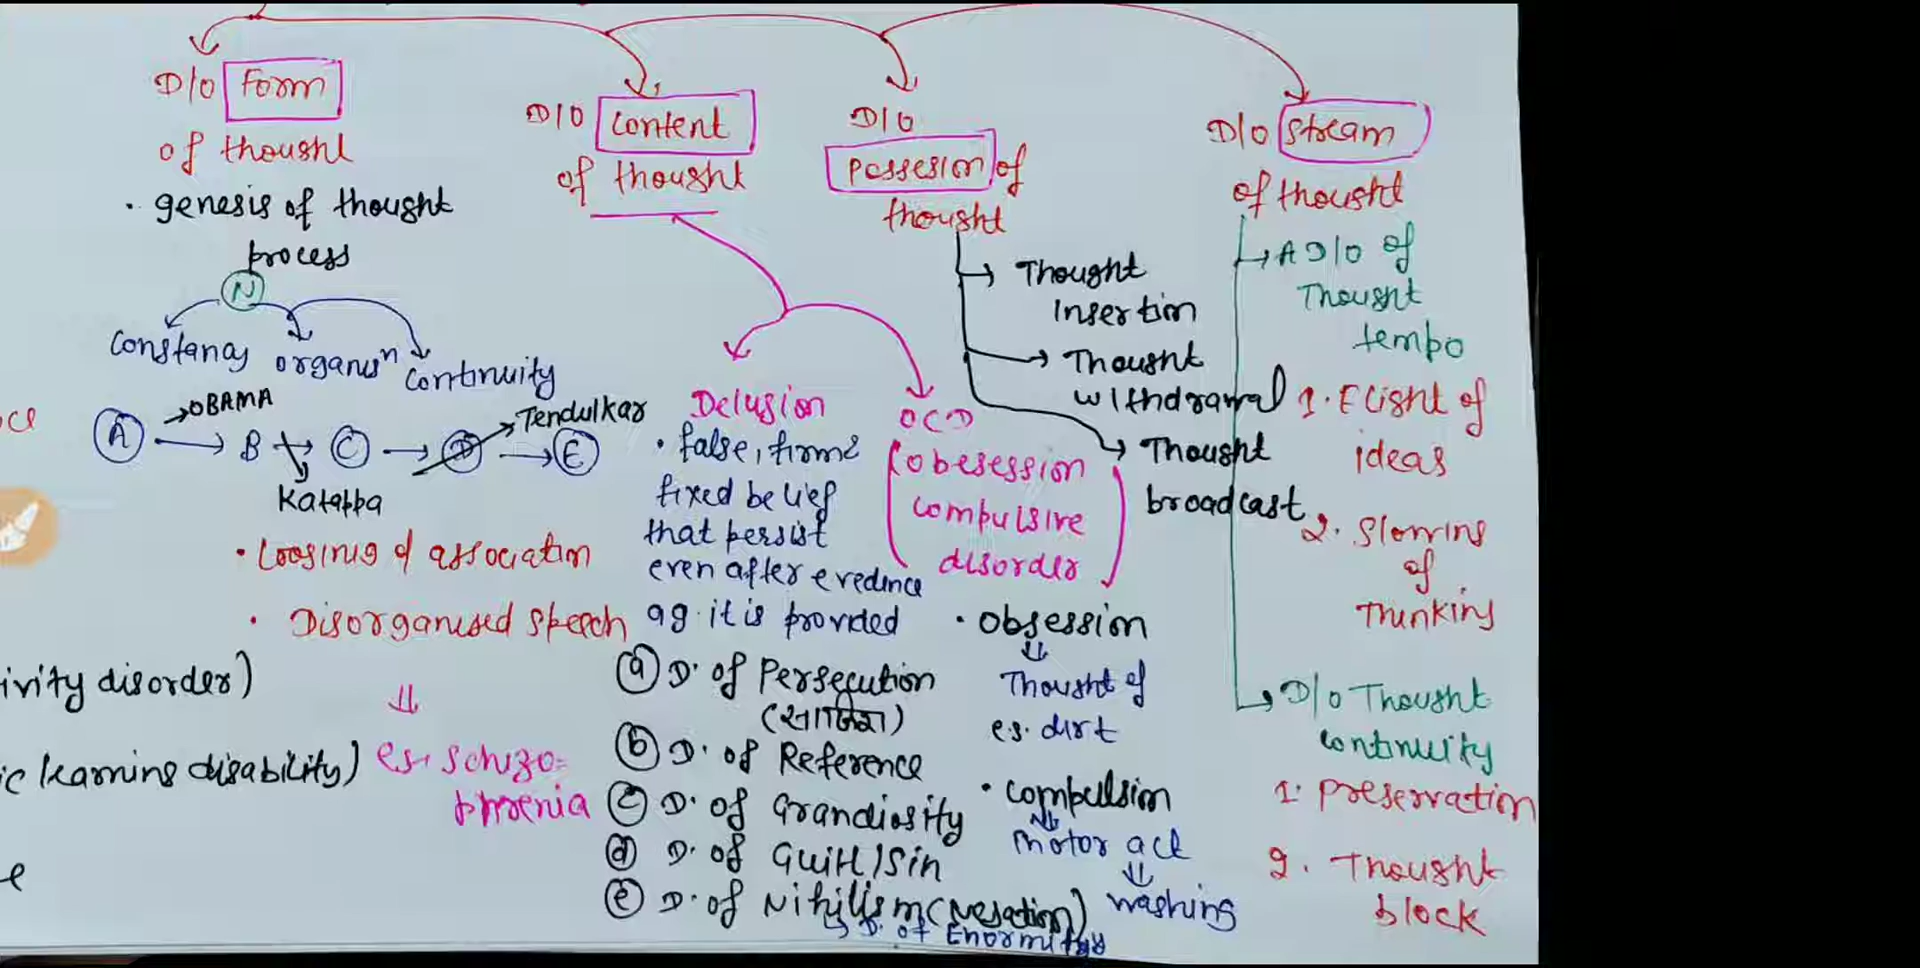 D/O Form
of thought
• genesis of thought
process
N
Constancy organisⁿ continuity
A → B → C → D → E
→ OBAMA
Katappa
→ Tendulkar
• Loosinig of association
• Disorganised speech
⇓
eg. schizo-
phrenia
ivity disorder)
ic learning disability)
e
D/O content
of thought
Delusion
• false, firm &
fixed belief
that persist
even after evedence
ag. it is provided
(a) D. of Persecution
(b) D. of Reference
(c) D. of Grandiosity
(d) D. of Guilt/Sin
(e) D. of Nihilism (Negation)
↳ D. of Enormity
OCD
(obesession
compulsive
disorder)
• obsession
⇓
Thought of
eg. dirt
• compulsion
⇓
motor act
⇓
washing
D/O
possesion of
thought
→ Thought
Insertion
→ Thought
withdrawal
→ Thought
broadcast
D/O stream
of thought
→ A D/O of
Thought
tempo
1. Flight of
ideas
2. Slowing
of
Thinking
→ D/O Thought
continuity
1. preservation
2. Thought
block